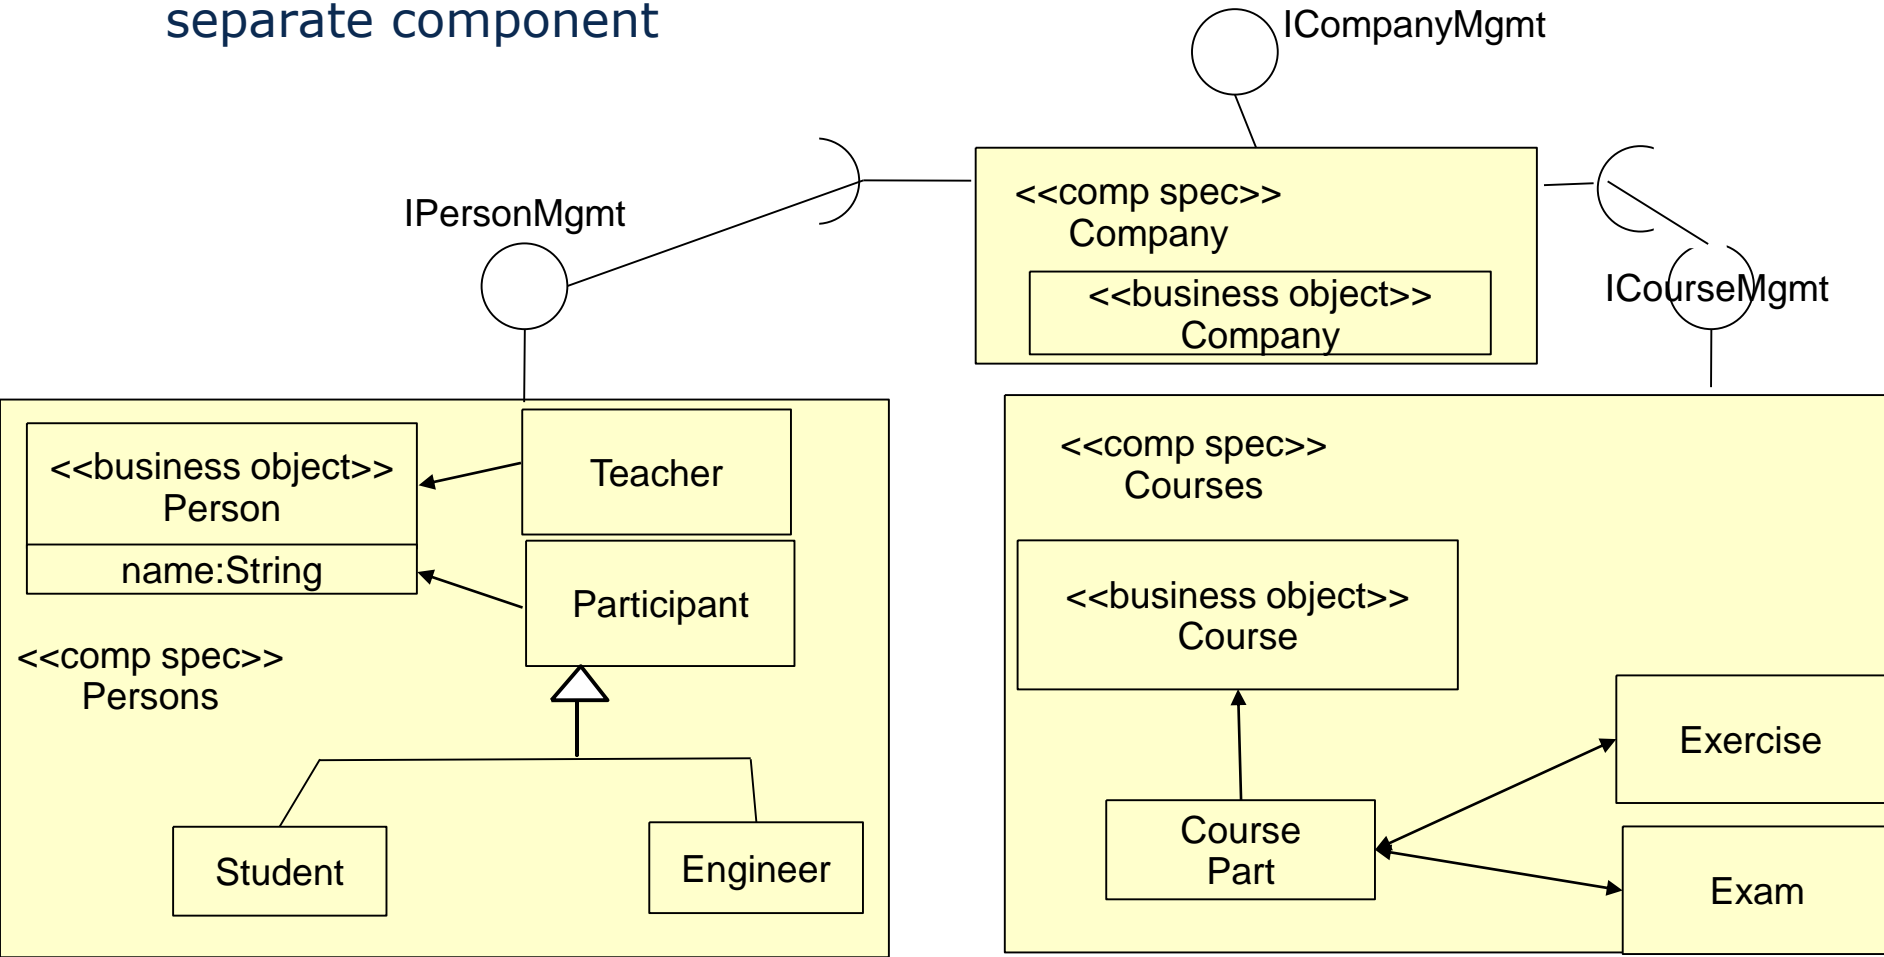 separate component
ICompanyMgmt
<<comp spec>>
Company
IPersonMgmt
<<business object>>
Company
ICourseMgmt
<<business object>>
Person
name:String
Teacher
Participant
<<comp spec>>
Persons
Student
Engineer
<<comp spec>>
Courses
<<business object>>
Course
Exercise
Course
Part
Exam